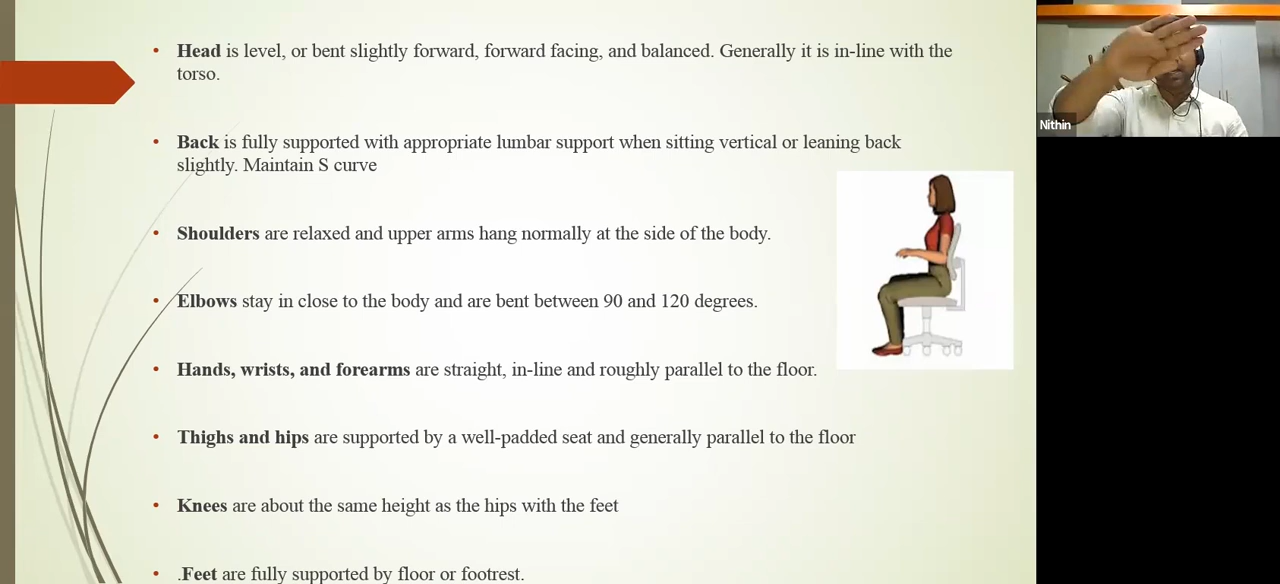 • Head is level, or bent slightly forward, forward facing, and balanced. Generally it is in-line with the
torso.
• Back is fully supported with appropriate lumbar support when sitting vertical or leaning back
slightly. Maintain S curve
• Shoulders are relaxed and upper arms hang normally at the side of the body.
• Elbows stay in close to the body and are bent between 90 and 120 degrees.
• Hands, wrists, and forearms are straight, in-line and roughly parallel to the floor.
• Thighs and hips are supported by a well-padded seat and generally parallel to the floor
• Knees are about the same height as the hips with the feet
• .Feet are fully supported by floor or footrest.
Nithin